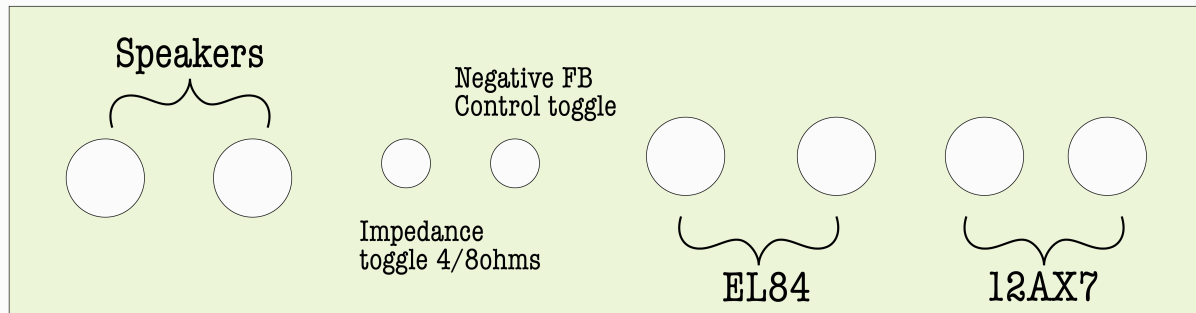 Speakers
Negative FB
Control toggle
Impedance
toggle 4/8ohms
EL84
12AX7